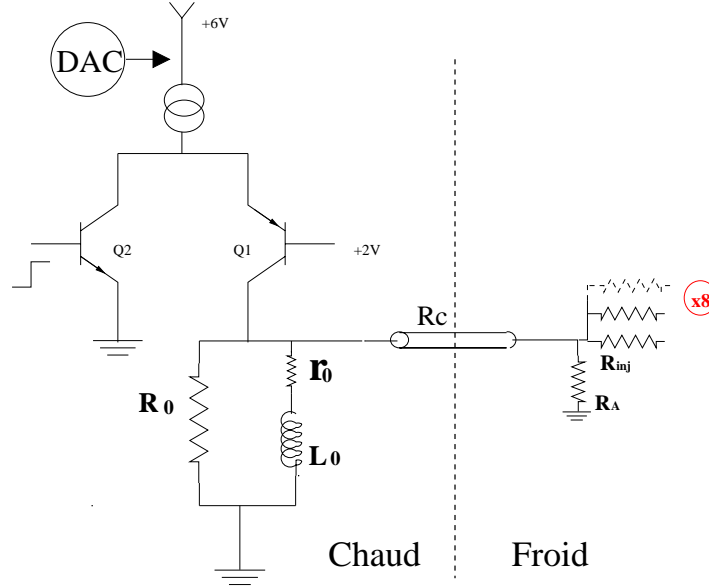 +6V
DAC
Q2
Q1
+2V
x8
Rc
r0
Rinj
R0
RA
L0
Chaud
Froid